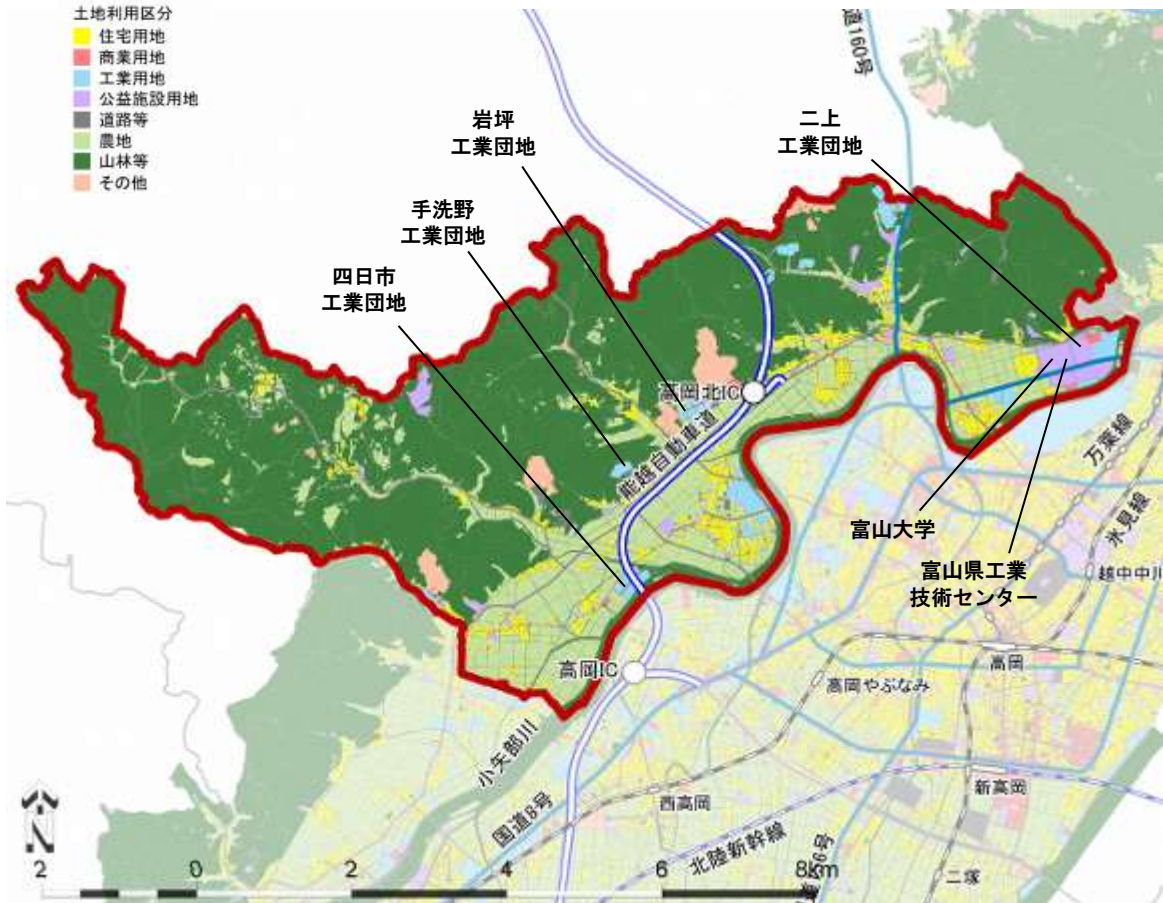 土地利用区分
住宅用地
商業用地
工業用地
公益施設用地
道路等
農地
山林等
その他
道160号
岩坪
工業団地
二上
工業団地
手洗野
工業団地
四日市
工業団地
高岡北IC
能越自動車道
万葉線
氷見線
富山大学
富山県工業
技術センター
越中中川
高岡IC
高岡
高岡やぶなみ
小矢部川
国道8号
西高岡
新高岡
北陸新幹線
二塚
N
2 0 2 4 6 8km